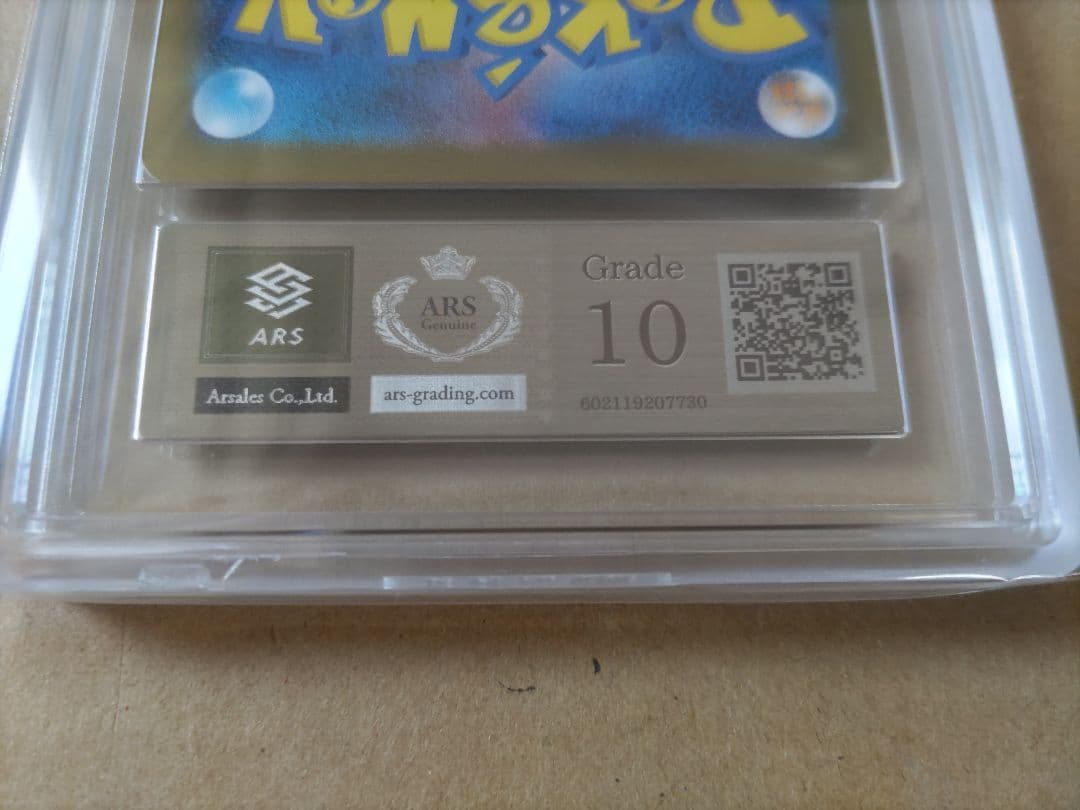 Pokémon
ARS
Arsales Co.,Ltd.
ARS
Genuine
ars-grading.com
Grade
10
602119207730